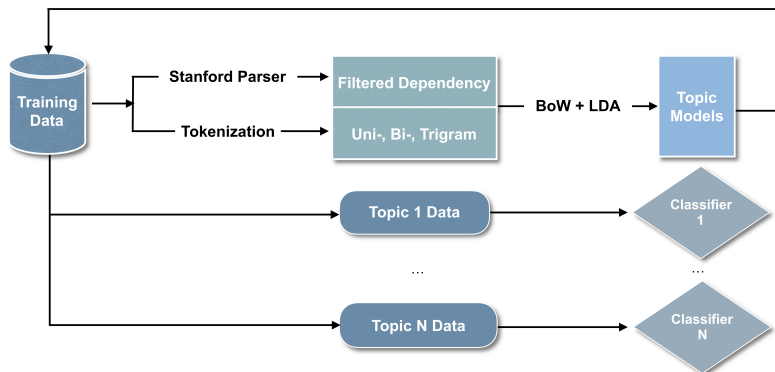 Stanford Parser
Training
Data
Tokenization
Filtered Dependency
Uni-, Bi-, Trigram
BoW + LDA
Topic
Models
Topic 1 Data
Classifier
1
...
...
Topic N Data
Classifier
N